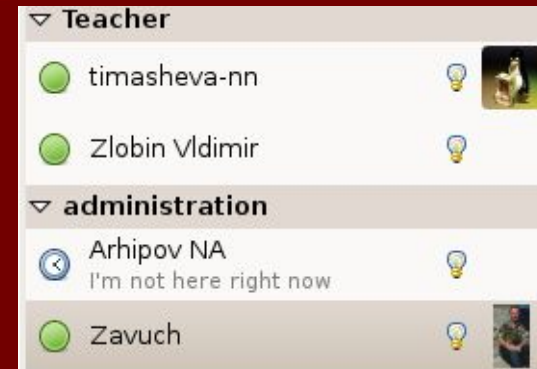 Teacher
timasheva-nn
Zlobin Vldimir
administration
Arhipov NA
I'm not here right now
Zavuch